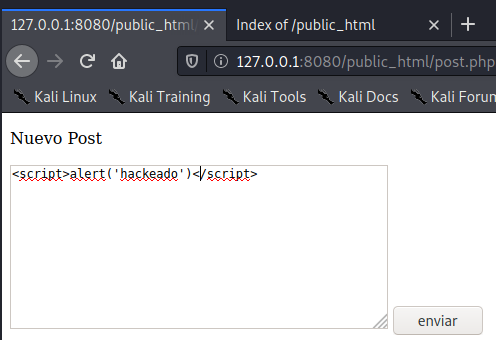 127.0.0.1:8080/public_html/
Index of /public_html
127.0.0.1:8080/public_html/post.php
Kali Linux Kali Training Kali Tools Kali Docs Kali Forum
Nuevo Post
<script>alert('hackeado')</script>
enviar